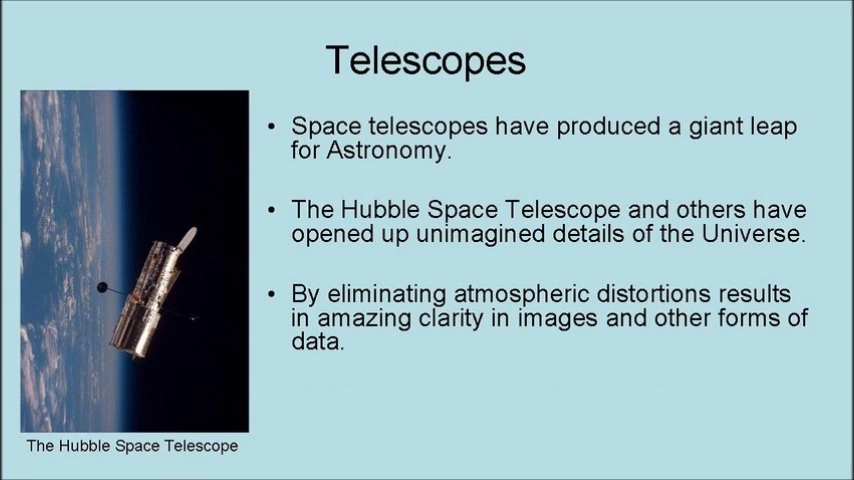 Telescopes
• Space telescopes have produced a giant leap
for Astronomy.
• The Hubble Space Telescope and others have
opened up unimagined details of the Universe.
• By eliminating atmospheric distortions results
in amazing clarity in images and other forms of
data.
The Hubble Space Telescope